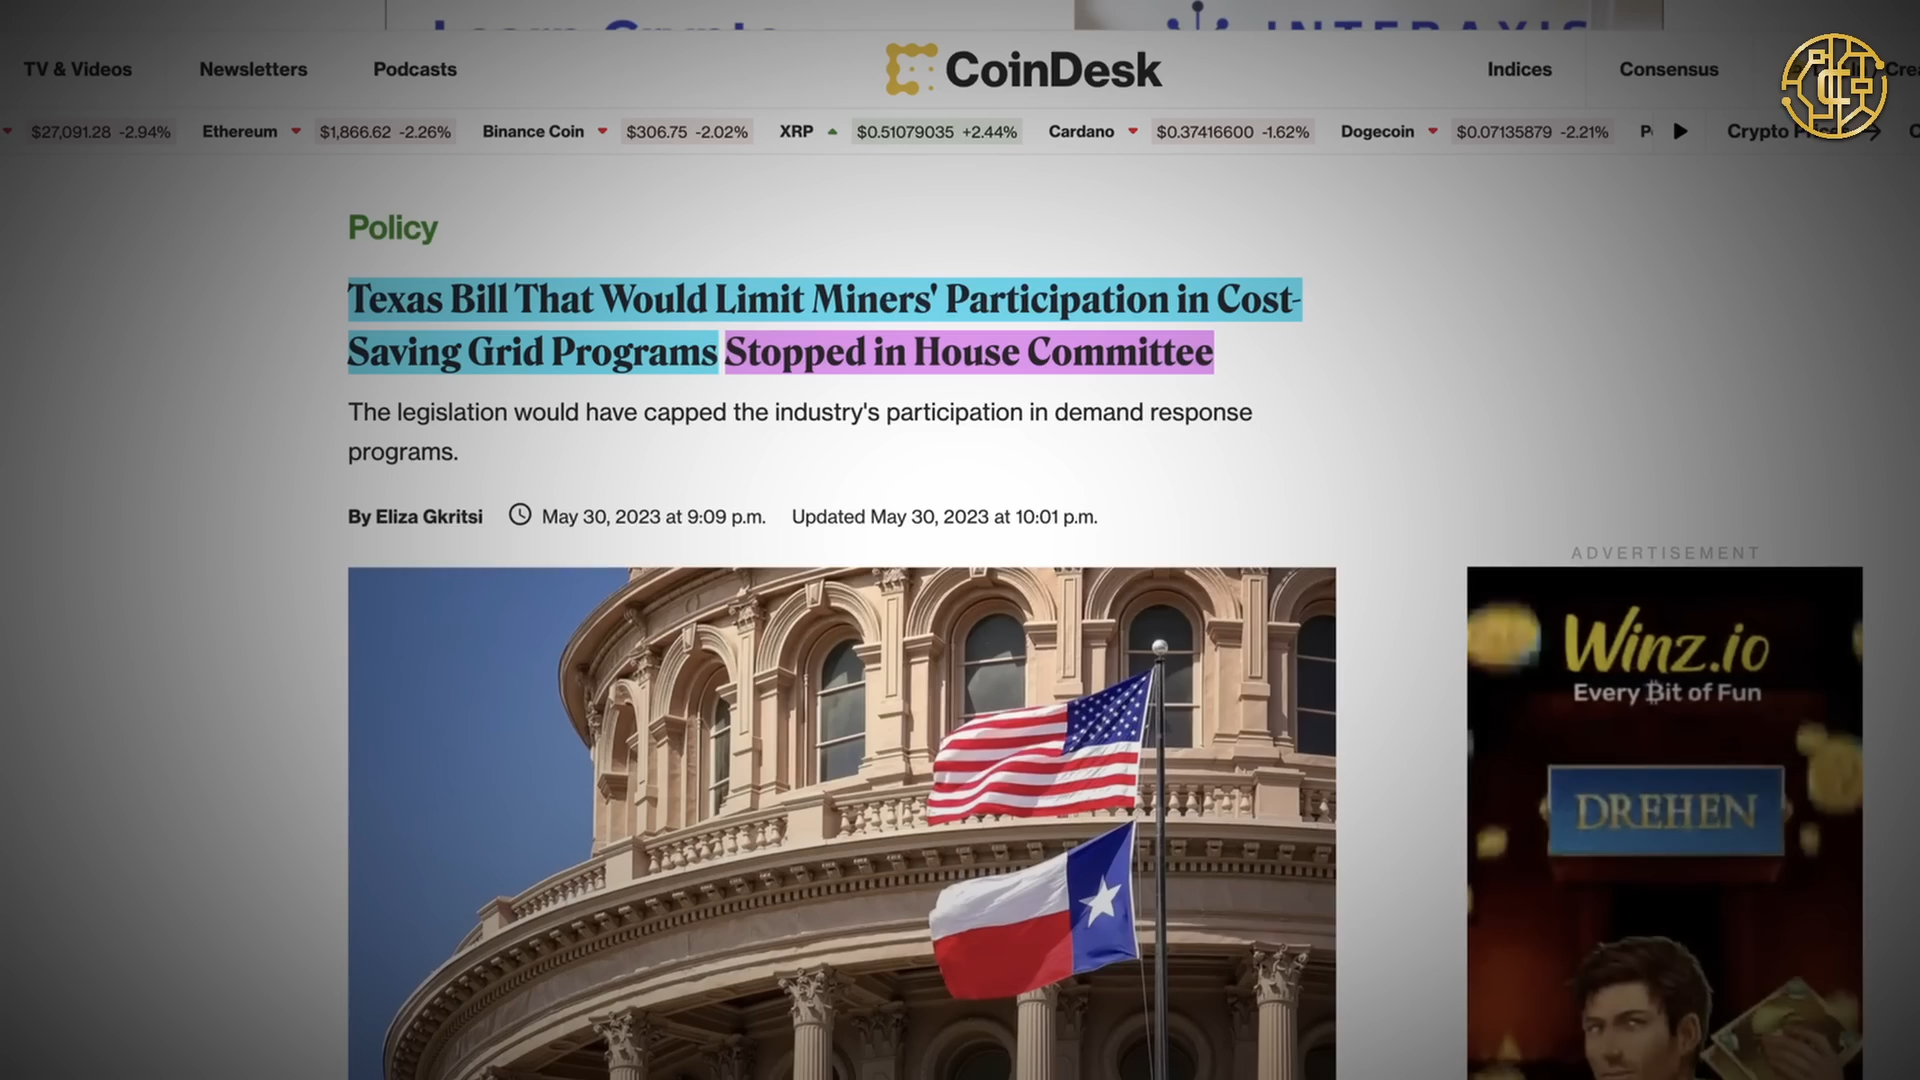 TV & Videos Newsletters Podcasts CoinDesk Indices Consensus
$27,091.28 -2.94% Ethereum $1,866.62 -2.26% Binance Coin $306.75 -2.02% XRP $0.51079035 +2.44% Cardano $0.37416600 -1.62% Dogecoin $0.07135879 -2.21% Crypto
Policy
Texas Bill That Would Limit Miners' Participation in Cost-
Saving Grid Programs Stopped in House Committee
The legislation would have capped the industry's participation in demand response
programs.
By Eliza Gkritsi May 30, 2023 at 9:09 p.m. Updated May 30, 2023 at 10:01 p.m.
ADVERTISEMENT
Winz.io
Every ₿it of Fun
DREHEN